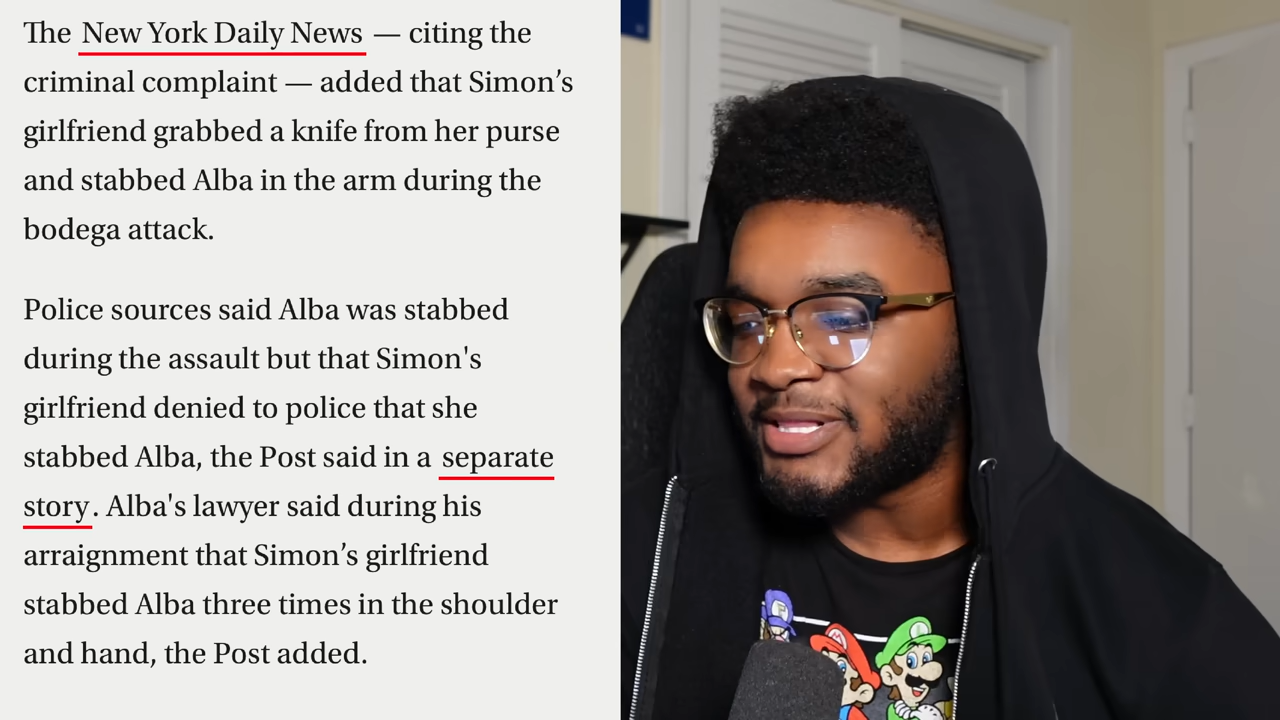 The New York Daily News — citing the
criminal complaint — added that Simon’s
girlfriend grabbed a knife from her purse
and stabbed Alba in the arm during the
bodega attack.
Police sources said Alba was stabbed
during the assault but that Simon's
girlfriend denied to police that she
stabbed Alba, the Post said in a separate
story. Alba's lawyer said during his
arraignment that Simon’s girlfriend
stabbed Alba three times in the shoulder
and hand, the Post added.